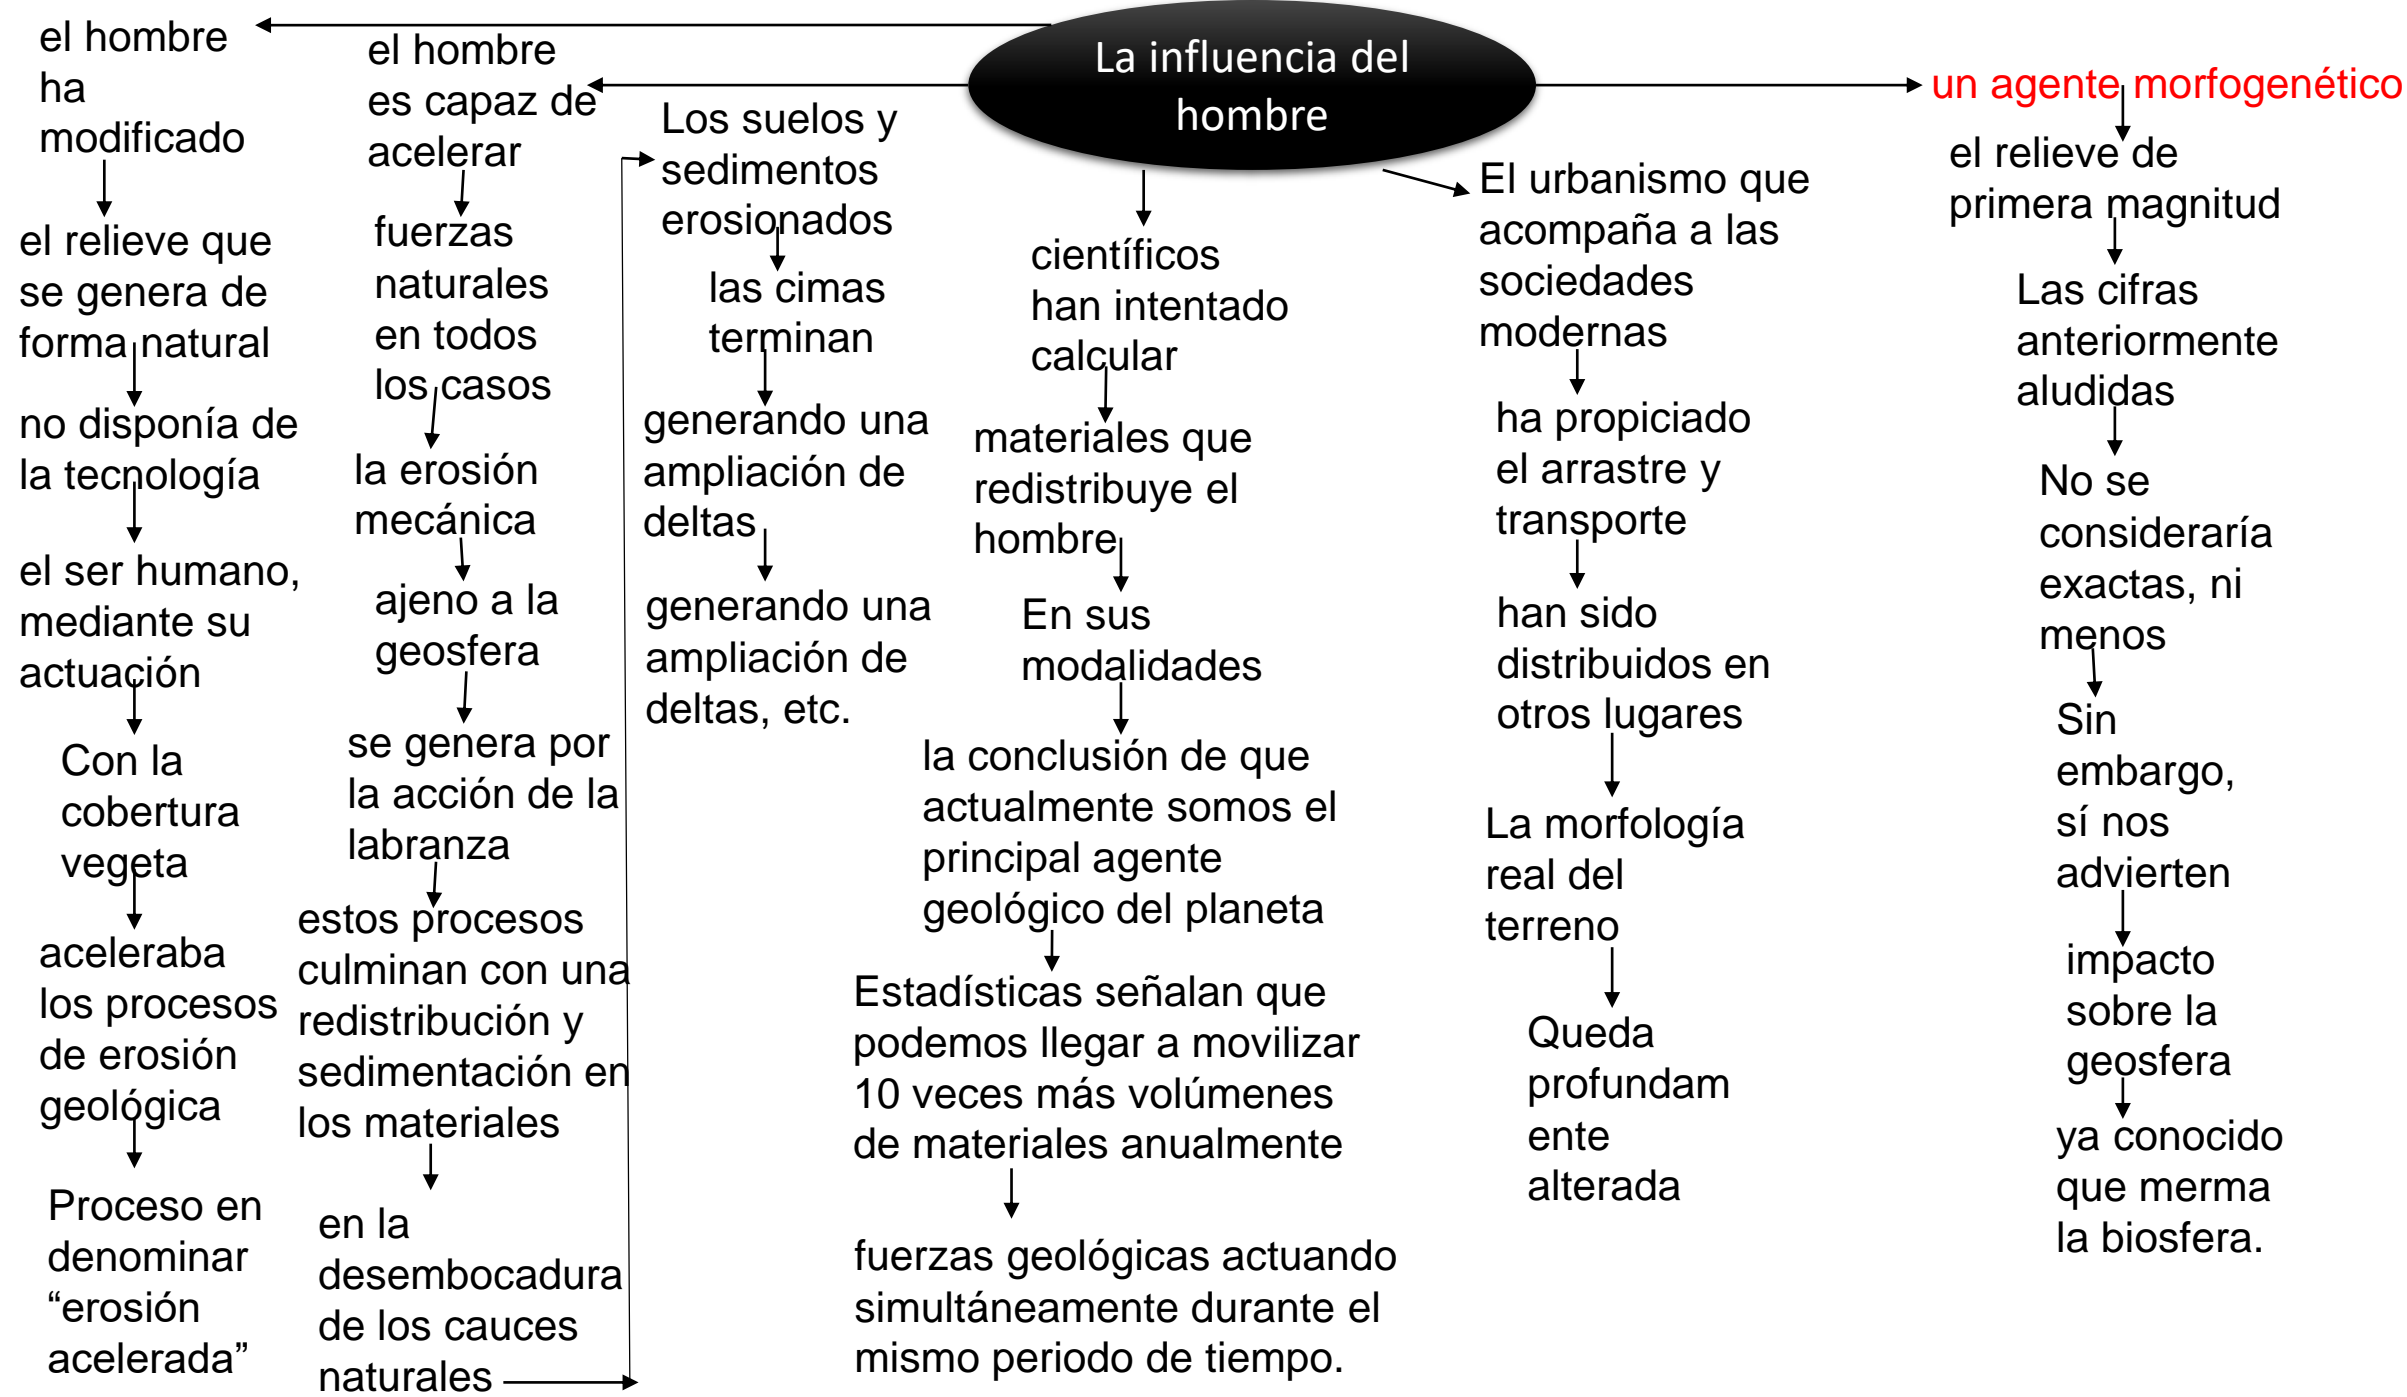 La influencia del
hombre
el hombre
ha
modificado
el relieve que
se genera de
forma natural
no disponía de
la tecnología
el ser humano,
mediante su
actuación
Con la
cobertura
vegeta
aceleraba
los procesos
de erosión
geológica
Proceso en
denominar
“erosión
acelerada”
el hombre
es capaz de
acelerar
fuerzas
naturales
en todos
los casos
la erosión
mecánica
ajeno a la
geosfera
se genera por
la acción de la
labranza
estos procesos
culminan con una
redistribución y
sedimentación en
los materiales
en la
desembocadura
de los cauces
naturales
Los suelos y
sedimentos
erosionados
las cimas
terminan
generando una
ampliación de
deltas
generando una
ampliación de
deltas, etc.
científicos
han intentado
calcular
materiales que
redistribuye el
hombre
En sus
modalidades
la conclusión de que
actualmente somos el
principal agente
geológico del planeta
Estadísticas señalan que
podemos llegar a movilizar
10 veces más volúmenes
de materiales anualmente
fuerzas geológicas actuando
simultáneamente durante el
mismo periodo de tiempo.
El urbanismo que
acompaña a las
sociedades
modernas
ha propiciado
el arrastre y
transporte
han sido
distribuidos en
otros lugares
La morfología
real del
terreno
Queda
profundam
ente
alterada
un agente morfogenético
el relieve de
primera magnitud
Las cifras
anteriormente
aludidas
No se
consideraría
exactas, ni
menos
Sin
embargo,
sí nos
advierten
impacto
sobre la
geosfera
ya conocido
que merma
la biosfera.